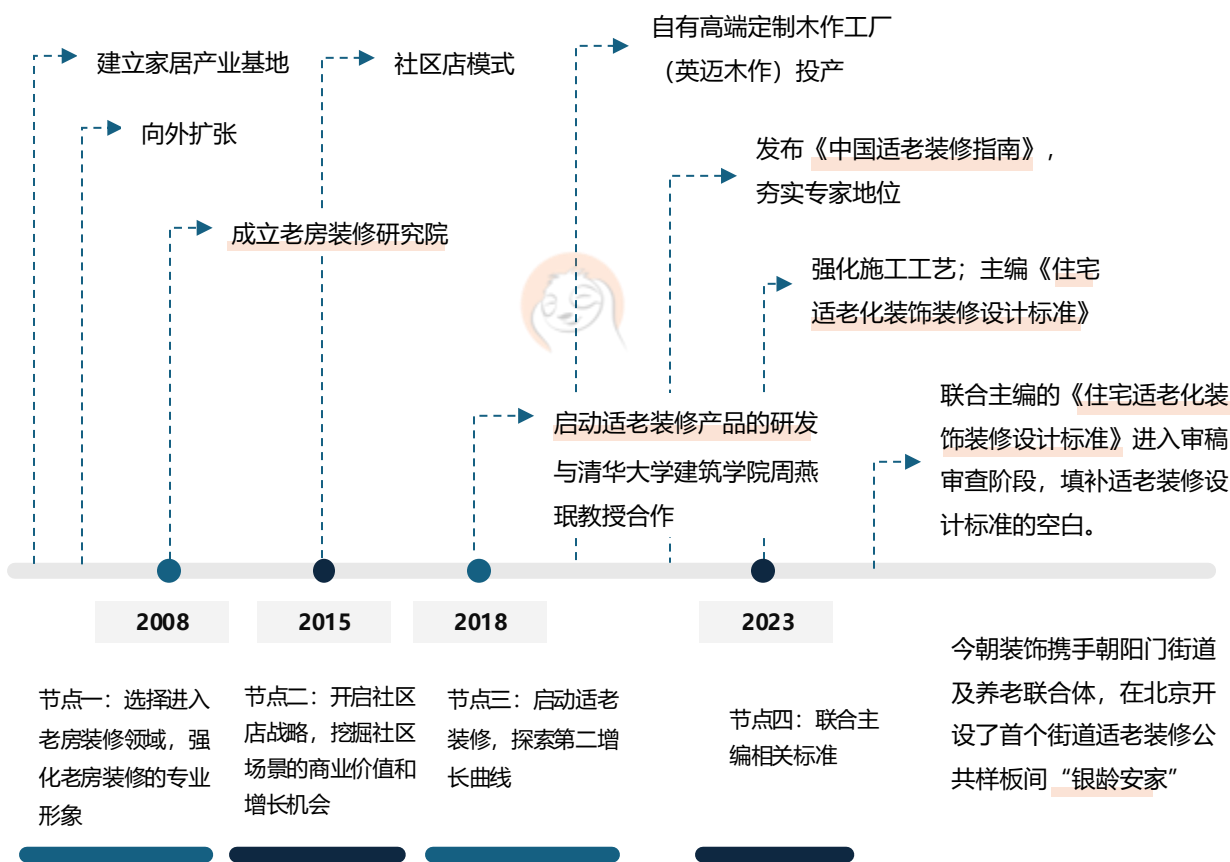 建立家居产业基地
向外扩张
成立老房装修研究院
社区店模式
自有高端定制木作工厂
（英迈木作）投产
发布《中国适老装修指南》，
夯实专家地位
强化施工工艺；主编《住宅
适老化装饰装修设计标准》
启动适老装修产品的研发
与清华大学建筑学院周燕
珉教授合作
联合主编的《住宅适老化装
饰装修设计标准》进入审稿
审查阶段，填补适老装修设
计标准的空白。
2008
2015
2018
2023
节点一：选择进入
老房装修领域，强
化老房装修的专业
形象
节点二：开启社区
店战略，挖掘社区
场景的商业价值和
增长机会
节点三：启动适老
装修，探索第二增
长曲线
节点四：联合主
编相关标准
今朝装饰携手朝阳门街道
及养老联合体，在北京开
设了首个街道适老装修公
共样板间“银龄安家”